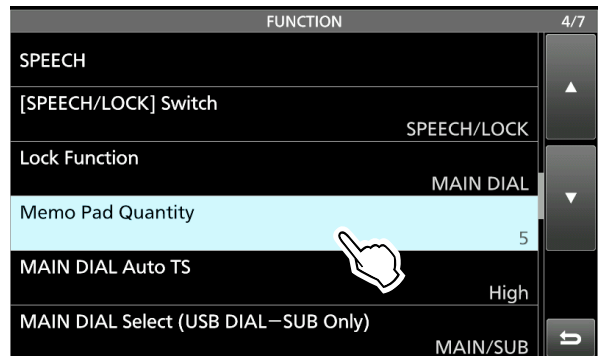 FUNCTION 4/7
SPEECH
[SPEECH/LOCK] Switch
SPEECH/LOCK
Lock Function
MAIN DIAL
Memo Pad Quantity
5
MAIN DIAL Auto TS
High
MAIN DIAL Select (USB DIAL−SUB Only)
MAIN/SUB